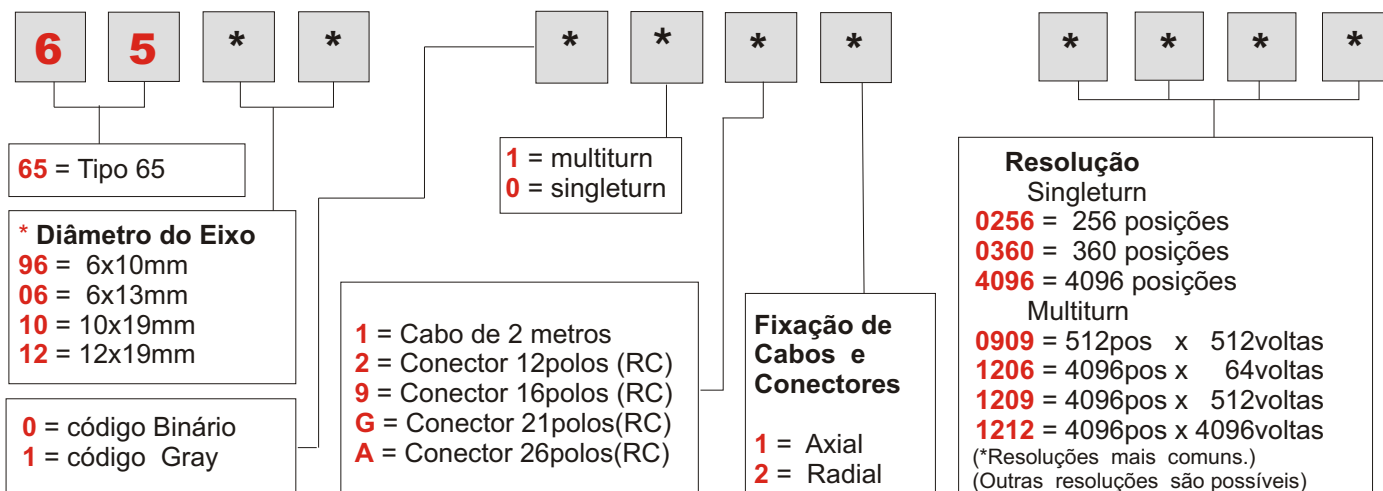 6 5 * * * * * * * * * *
65 = Tipo 65
* Diâmetro do Eixo
96 = 6x10mm
06 = 6x13mm
10 = 10x19mm
12 = 12x19mm
0 = código Binário
1 = código Gray
1 = multiturn
0 = singleturn
1 = Cabo de 2 metros
2 = Conector 12polos (RC)
9 = Conector 16polos (RC)
G = Conector 21polos(RC)
A = Conector 26polos(RC)
Fixação de
Cabos e
Conectores
1 = Axial
2 = Radial
Resolução
Singleturn
0256 = 256 posições
0360 = 360 posições
4096 = 4096 posições
Multiturn
0909 = 512pos x 512voltas
1206 = 4096pos x 64voltas
1209 = 4096pos x 512voltas
1212 = 4096pos x 4096voltas
(*Resoluções mais comuns.)
(Outras resoluções são possíveis)